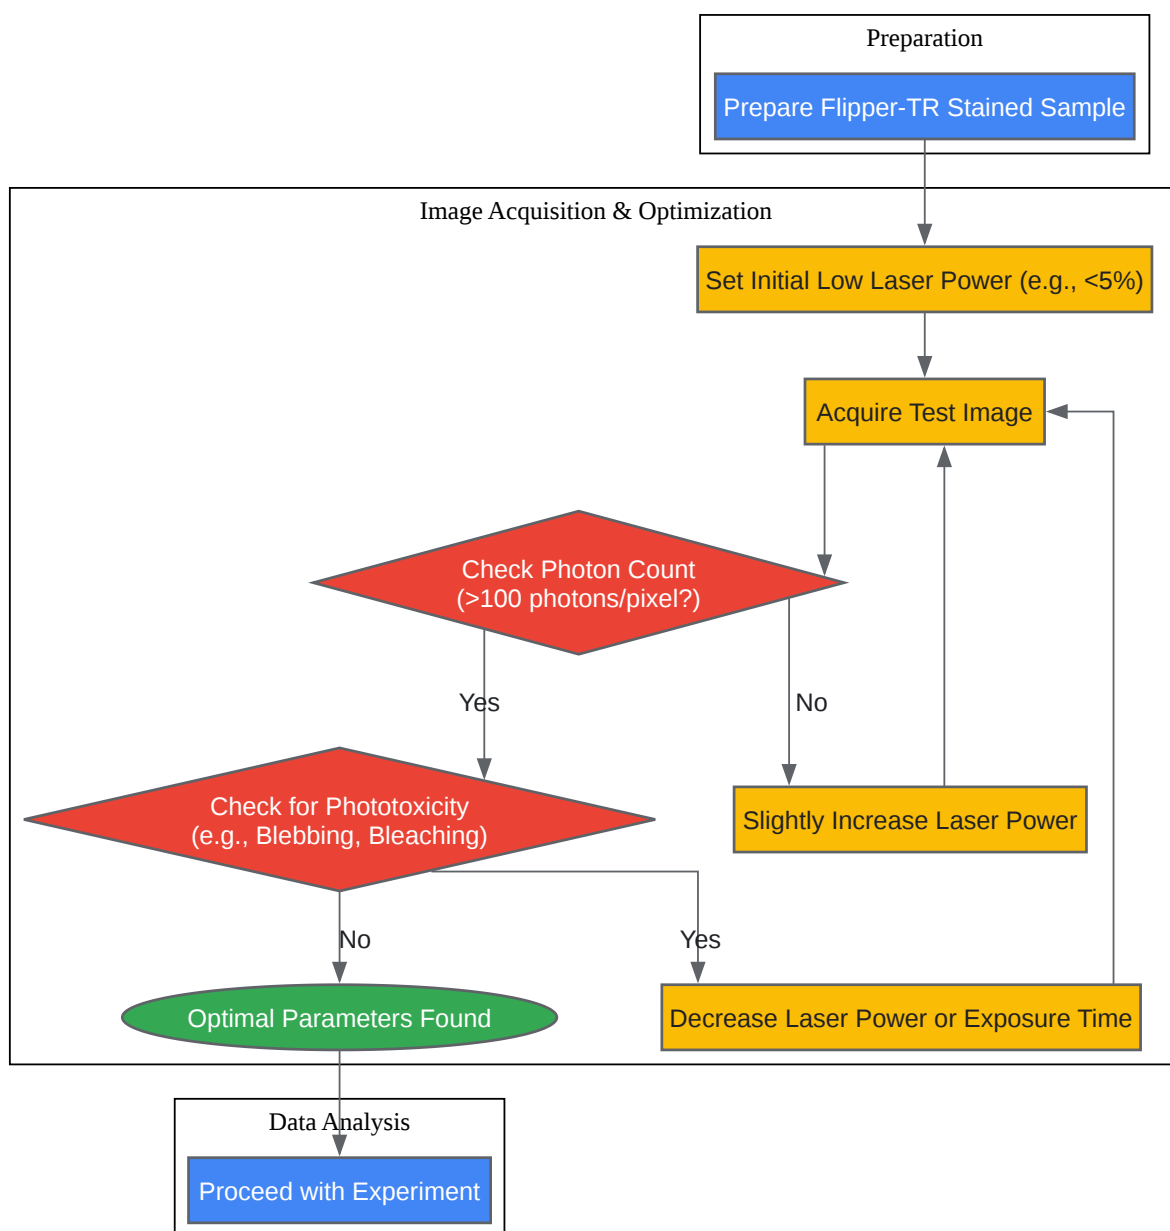 Preparation
Prepare Flipper-TR Stained Sample
Image Acquisition & Optimization
Set Initial Low Laser Power (e.g., <5%)
Acquire Test Image
Check Photon Count
(>100 photons/pixel?)
Yes
No
Check for Phototoxicity
(e.g., Blebbing, Bleaching)
Slightly Increase Laser Power
No
Yes
Optimal Parameters Found
Decrease Laser Power or Exposure Time
Data Analysis
Proceed with Experiment